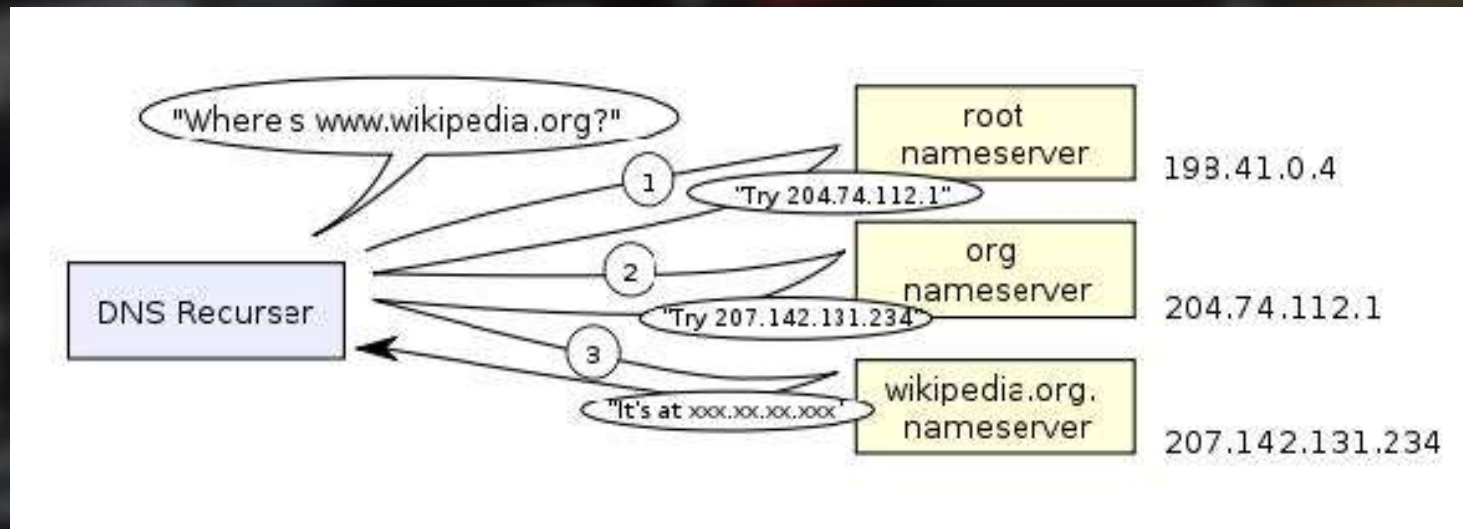 "Where's www.wikipedia.org?"
root
nameserver
198.41.0.4
1
"Try 204.74.112.1"
org
nameserver
204.74.112.1
2
"Try 207.142.131.234"
DNS Recurser
3
wikipedia.org.
nameserver
207.142.131.234
"It's at xxx.xx.xx.xxx"